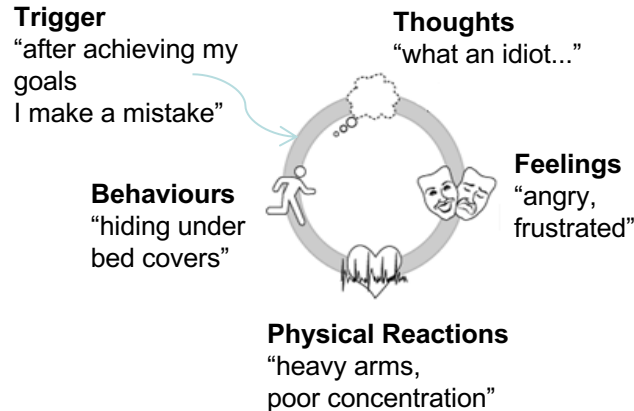 Trigger
“after achieving my
goals
I make a mistake”
Thoughts
“what an idiot...”
Feelings
“angry,
frustrated”
Behaviours
“hiding under
bed covers”
Physical Reactions
“heavy arms,
poor concentration”